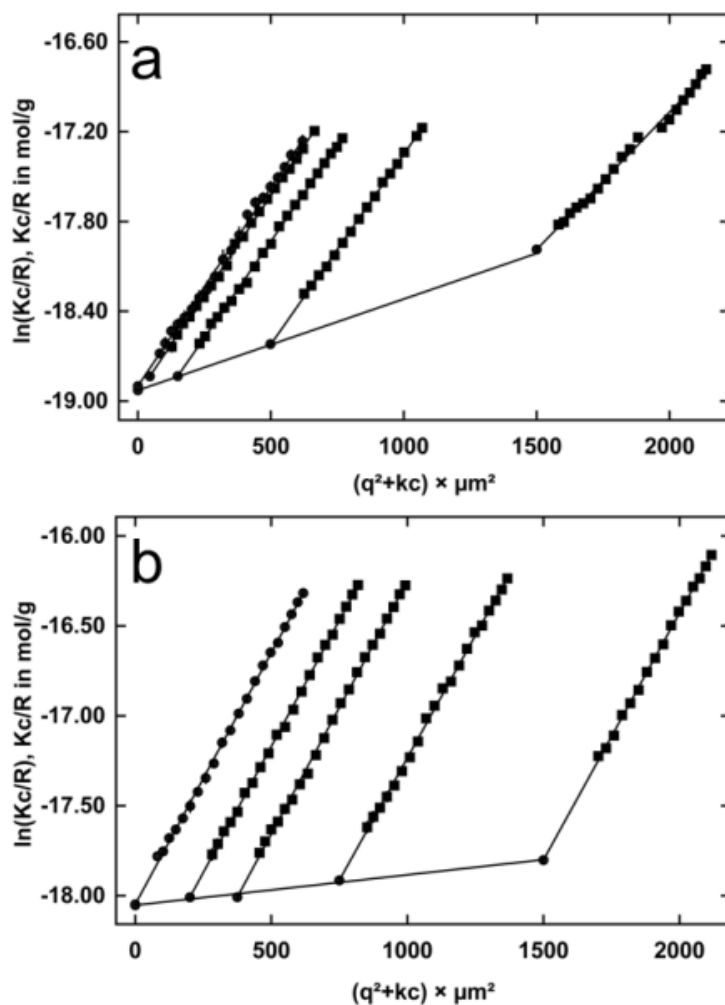 a
ln(Kc/R), Kc/R in mol/g
-16.60
-17.20
-17.80
-18.40
-19.00
0 500 1000 1500 2000
(q²+kc) × μm²
b
ln(Kc/R), Kc/R in mol/g
-16.00
-16.50
-17.00
-17.50
-18.00
0 500 1000 1500 2000
(q²+kc) × μm²